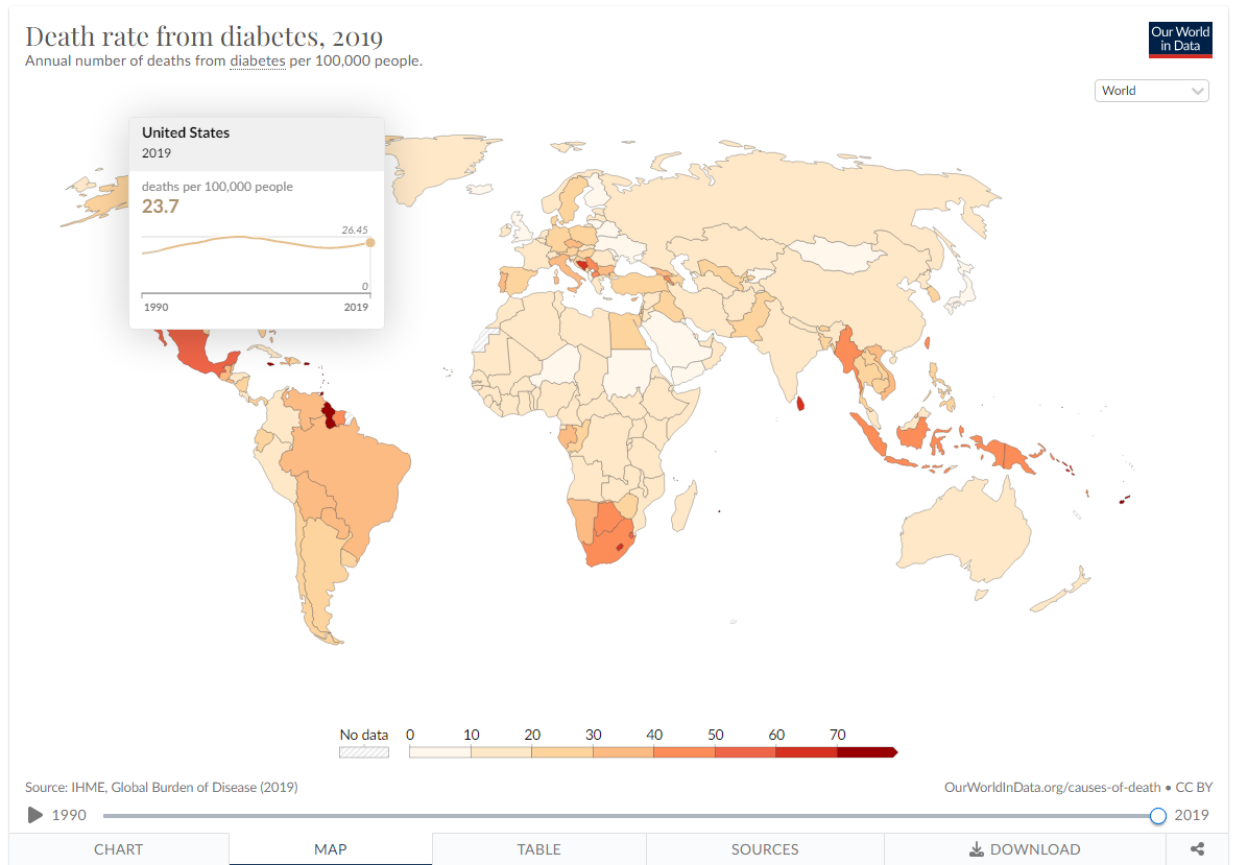 Death rate from diabetes, 2019
Annual number of deaths from diabetes per 100,000 people.
Our World
in Data
World
United States
2019
deaths per 100,000 people
23.7
26.45
0
1990 2019
No data 0 10 20 30 40 50 60 70
Source: IHME, Global Burden of Disease (2019)
OurWorldInData.org/causes-of-death • CC BY
1990 2019
CHART MAP TABLE SOURCES DOWNLOAD